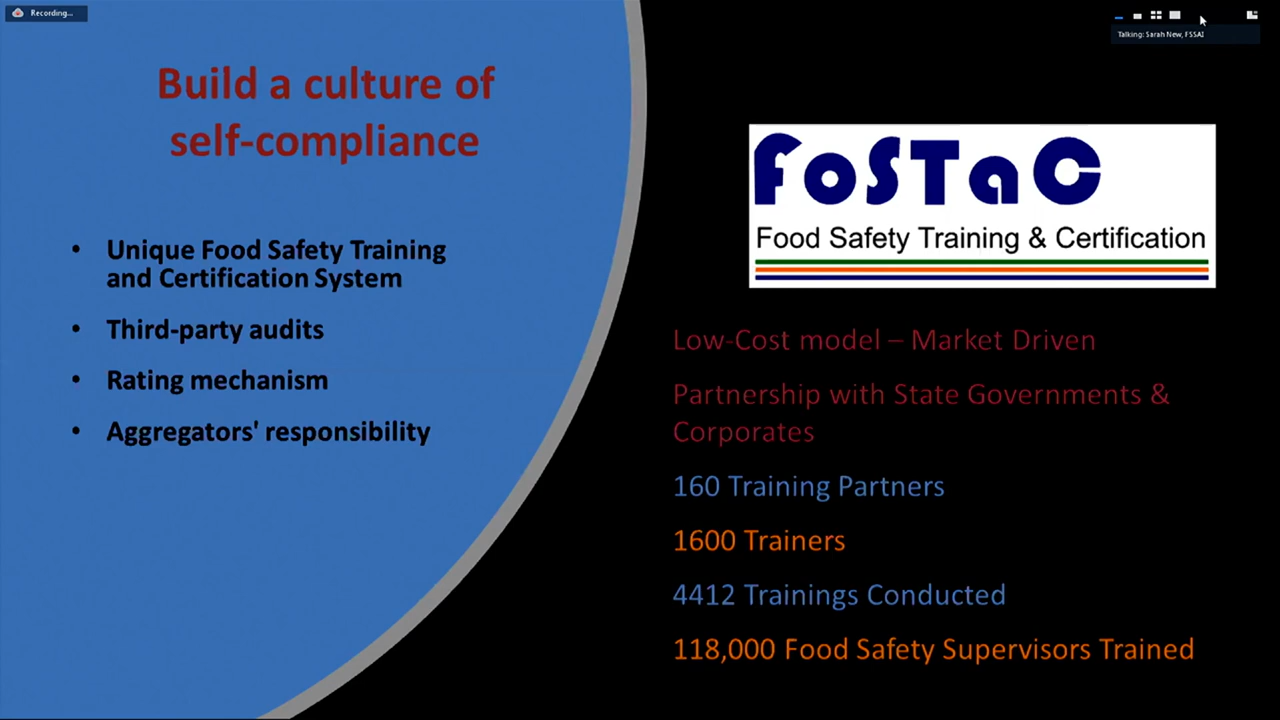 Recording...
Talking: Sarah New, FSSAI
Build a culture of
self-compliance
• Unique Food Safety Training
and Certification System
• Third-party audits
• Rating mechanism
• Aggregators' responsibility
FoSTaC
Food Safety Training & Certification
Low-Cost model – Market Driven
Partnership with State Governments &
Corporates
160 Training Partners
1600 Trainers
4412 Trainings Conducted
118,000 Food Safety Supervisors Trained